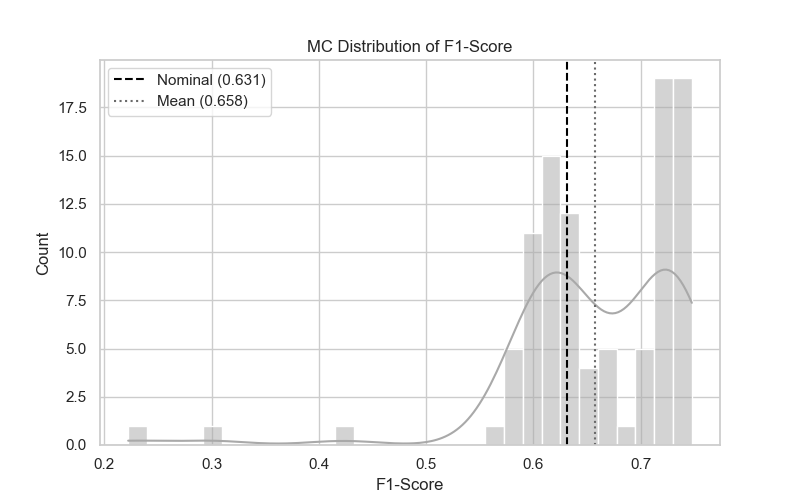 MC Distribution of F1-Score
Nominal (0.631)
Mean (0.658)
Count
17.5
15.0
12.5
10.0
7.5
5.0
2.5
0.0
0.2 0.3 0.4 0.5 0.6 0.7
F1-Score